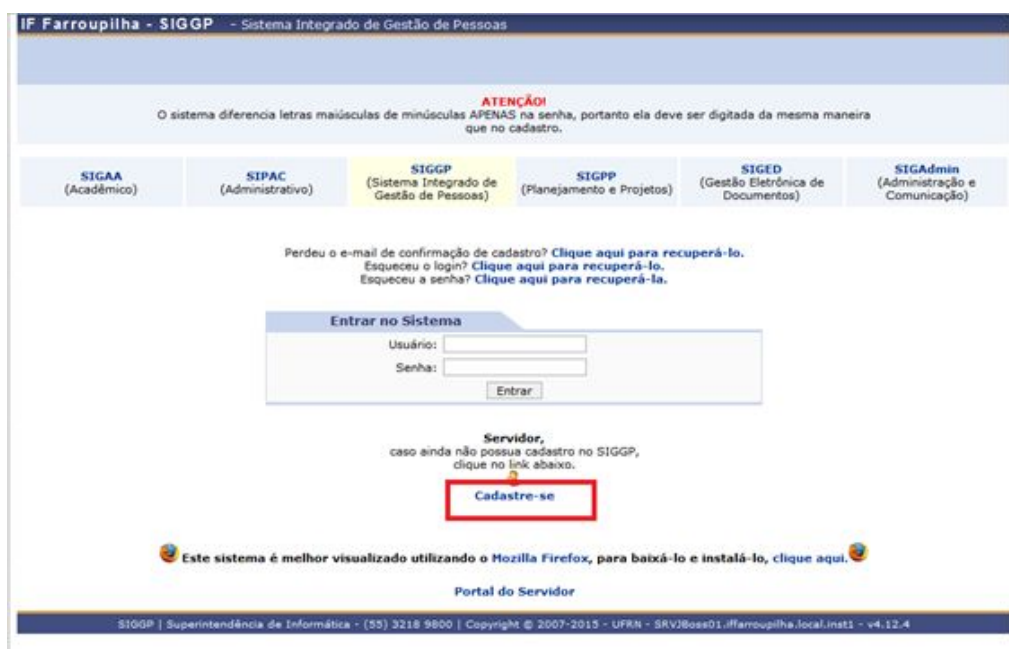 IF Farroupilha - SIGGP - Sistema Integrado de Gestão de Pessoas
ATENÇÃO!
O sistema diferencia letras maiúsculas de minúsculas APENAS na senha, portanto ela deve ser digitada da mesma maneira
que no cadastro.
SIGAA
(Acadêmico)
SIPAC
(Administrativo)
SIGGP
(Sistema Integrado de
Gestão de Pessoas)
SIGPP
(Planejamento e Projetos)
SIGED
(Gestão Eletrônica de
Documentos)
SIGAdmin
(Administração e
Comunicação)
Perdeu o e-mail de confirmação de cadastro? Clique aqui para recuperá-lo.
Esqueceu o login? Clique aqui para recuperá-lo.
Esqueceu a senha? Clique aqui para recuperá-la.
Entrar no Sistema
Usuário:
Senha:
Entrar
Servidor,
caso ainda não possua cadastro no SIGGP,
clique no link abaixo.
Cadastre-se
Este sistema é melhor visualizado utilizando o Mozilla Firefox, para baixá-lo e instalá-lo, clique aqui.
Portal do Servidor
SIGGP | Superintendência de Informática - (55) 3218 9800 | Copyright © 2007-2015 - UFRN - SRVJBoss01.iffarroupilha.local.inst1 - v4.12.4